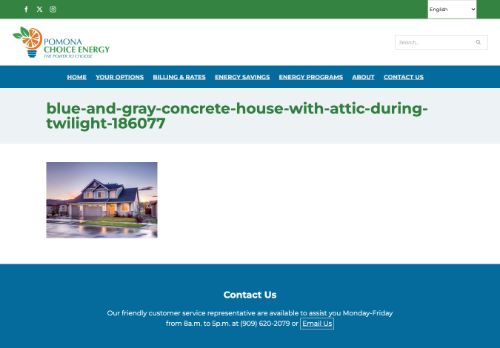 English
POMONA
CHOICE ENERGY
THE POWER TO CHOOSE
Search...
HOME YOUR OPTIONS BILLING & RATES ENERGY SAVINGS ENERGY PROGRAMS ABOUT CONTACT US
blue-and-gray-concrete-house-with-attic-during-
twilight-186077
Contact Us
Our friendly customer service representative are available to assist you Monday-Friday
from 8a.m. to 5p.m. at (909) 620-2079 or Email Us